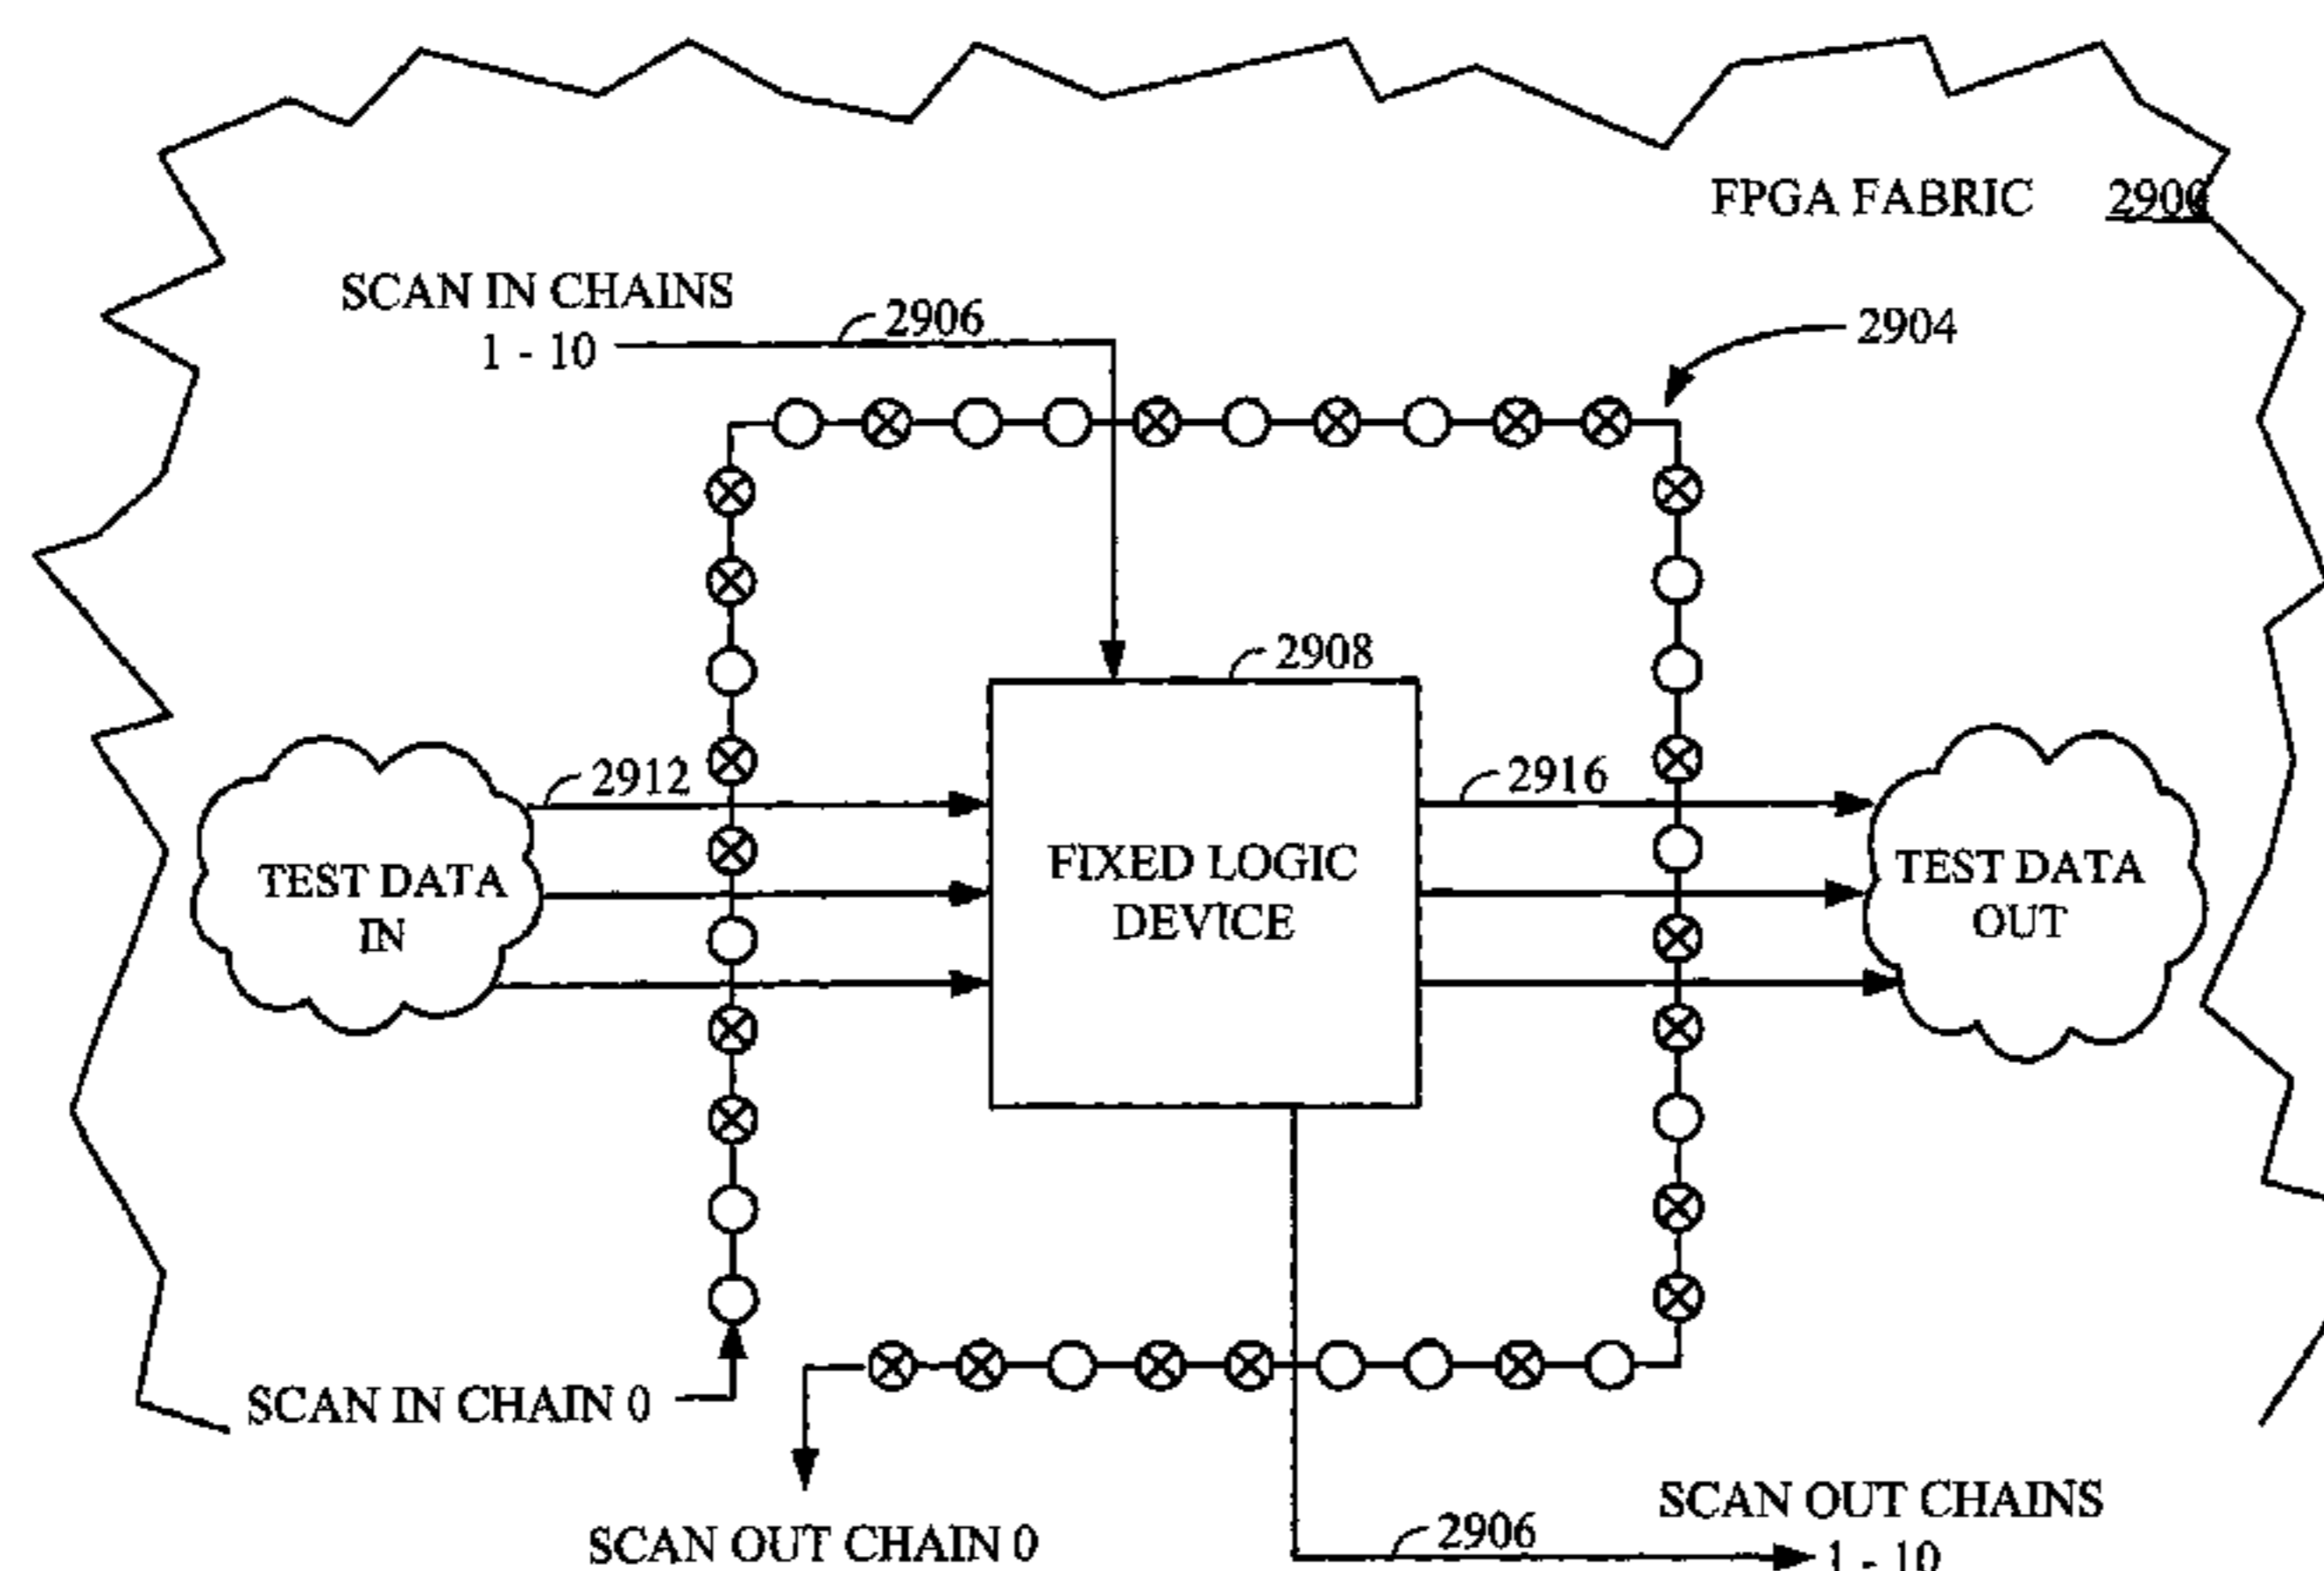 FPGA FABRIC 2900
SCAN IN CHAINS
1 - 10
2906
2904
2908
2912
2916
TEST DATA
IN
FIXED LOGIC
DEVICE
TEST DATA
OUT
SCAN IN CHAIN 0
SCAN OUT CHAIN 0
2906
SCAN OUT CHAINS
1 - 10